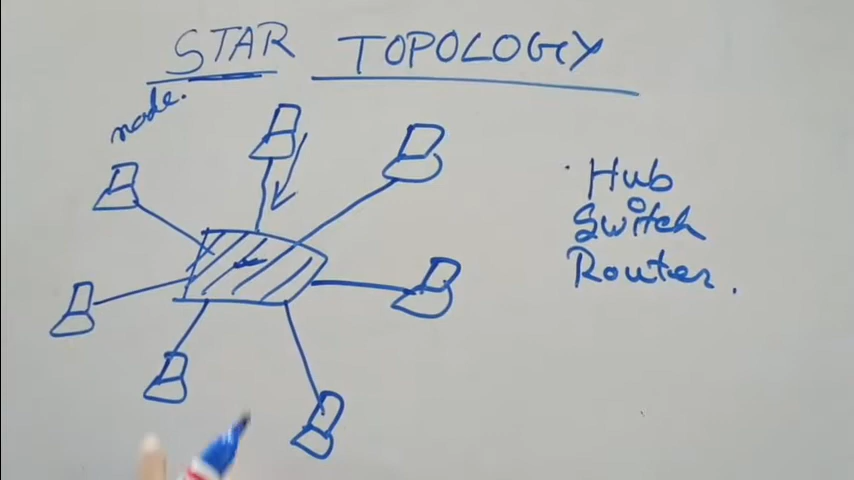 STAR TOPOLOGY
node.
Hub
Switch
Router.